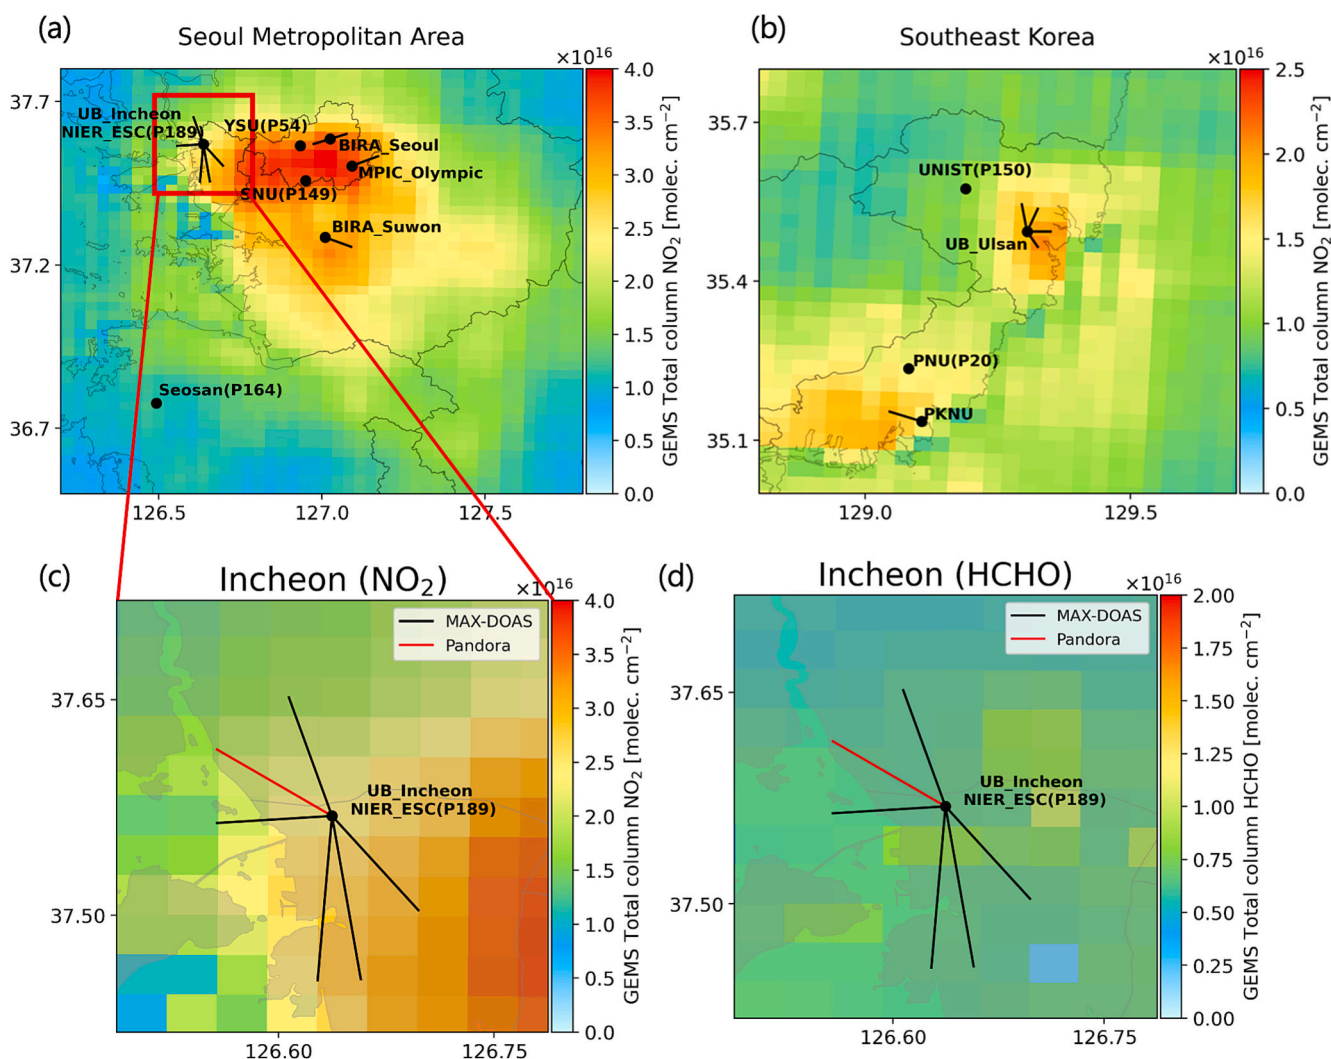 (a)
Seoul Metropolitan Area
×10¹⁶
37.7
37.2
36.7
126.5
127.0
127.5
UB_Incheon
NIER_ESC(P189)
YSU(P54)
BIRA_Seoul
MPIC_Olympic
SNU(P149)
BIRA_Suwon
Seosan(P164)
4.0
3.5
3.0
2.5
2.0
1.5
1.0
0.5
0.0
GEMS Total column NO₂ [molec. cm⁻²]
(b)
Southeast Korea
×10¹⁶
35.7
35.4
35.1
129.0
129.5
UNIST(P150)
UB_Ulsan
PNU(P20)
PKNU
2.5
2.0
1.5
1.0
0.5
0.0
GEMS Total column NO₂ [molec. cm⁻²]
(c)
Incheon (NO₂)
×10¹⁶
MAX-DOAS
Pandora
37.65
37.50
126.60
126.75
UB_Incheon
NIER_ESC(P189)
4.0
3.5
3.0
2.5
2.0
1.5
1.0
0.5
0.0
GEMS Total column NO₂ [molec. cm⁻²]
(d)
Incheon (HCHO)
×10¹⁶
MAX-DOAS
Pandora
37.65
37.50
126.60
126.75
UB_Incheon
NIER_ESC(P189)
2.00
1.75
1.50
1.25
1.00
0.75
0.50
0.25
0.00
GEMS Total column HCHO [molec. cm⁻²]